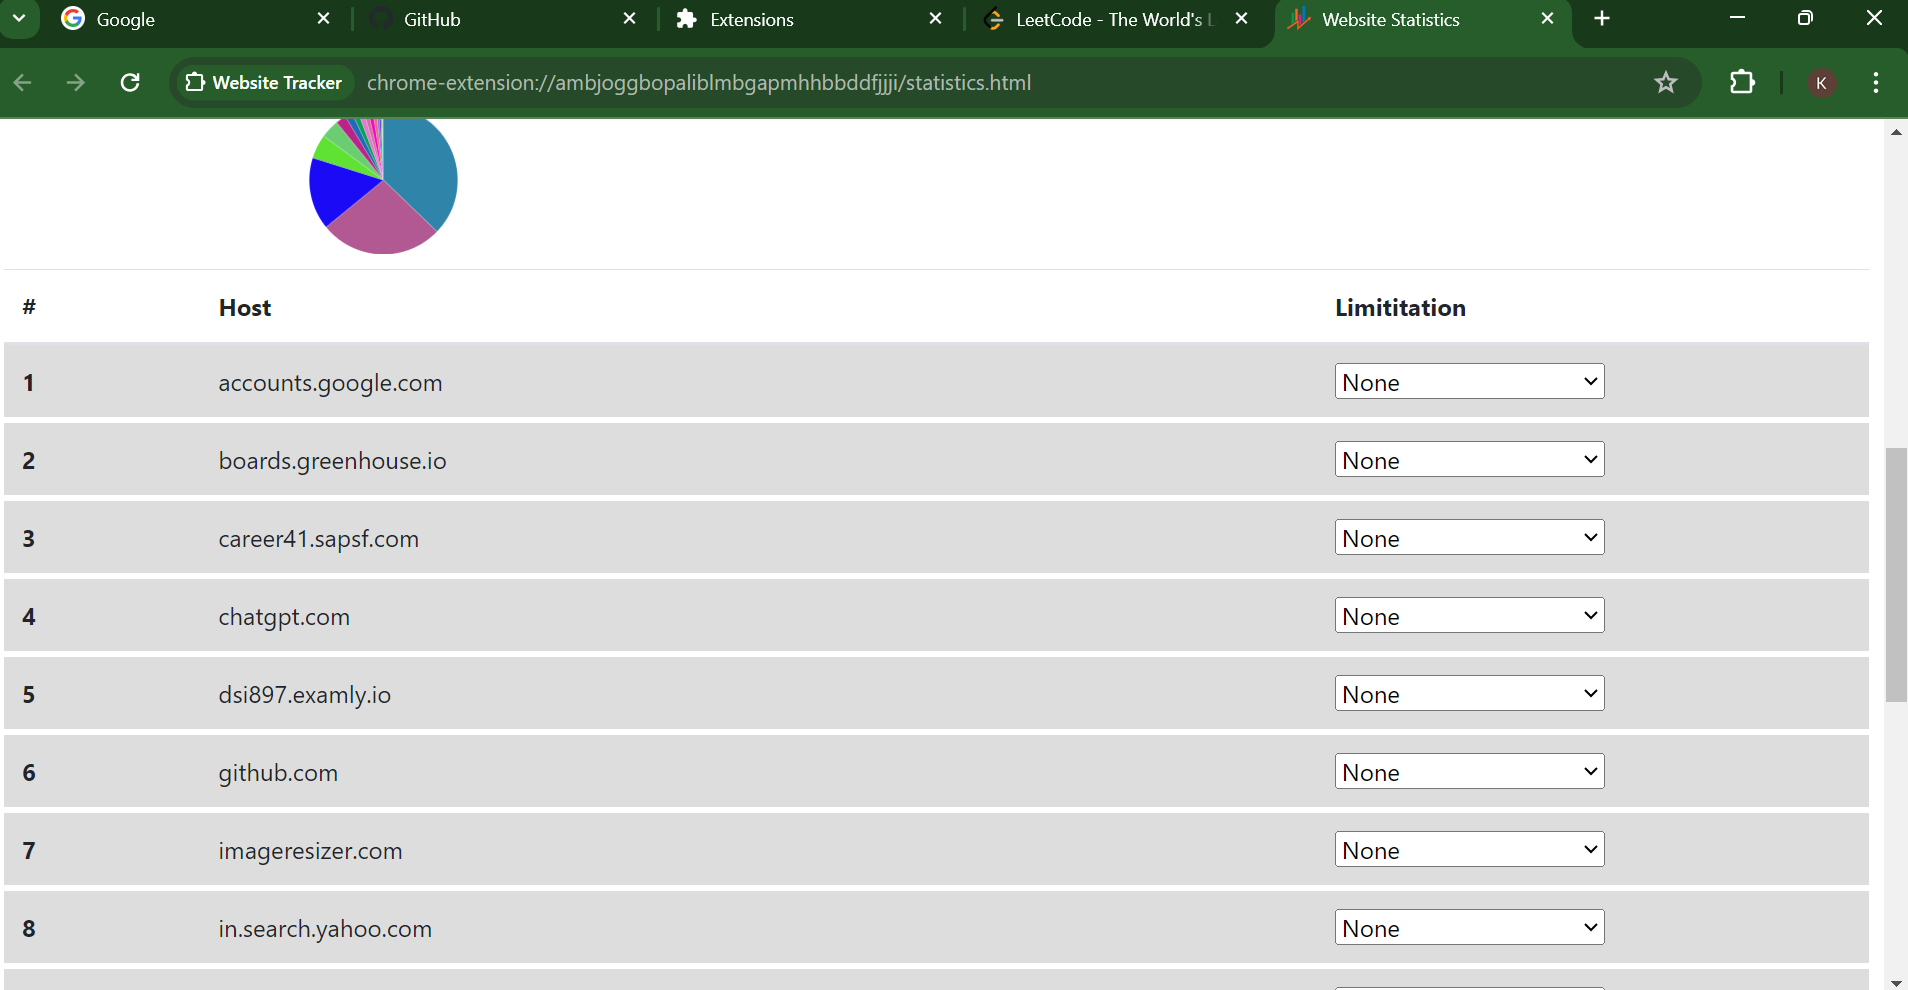 Google
GitHub
Extensions
LeetCode - The World's L
Website Statistics
Website Tracker
chrome-extension://ambjoggbopaliblmbgapmhhbbddfjjji/statistics.html
K
# Host Limititation
1 accounts.google.com None
2 boards.greenhouse.io None
3 career41.sapsf.com None
4 chatgpt.com None
5 dsi897.examly.io None
6 github.com None
7 imageresizer.com None
8 in.search.yahoo.com None